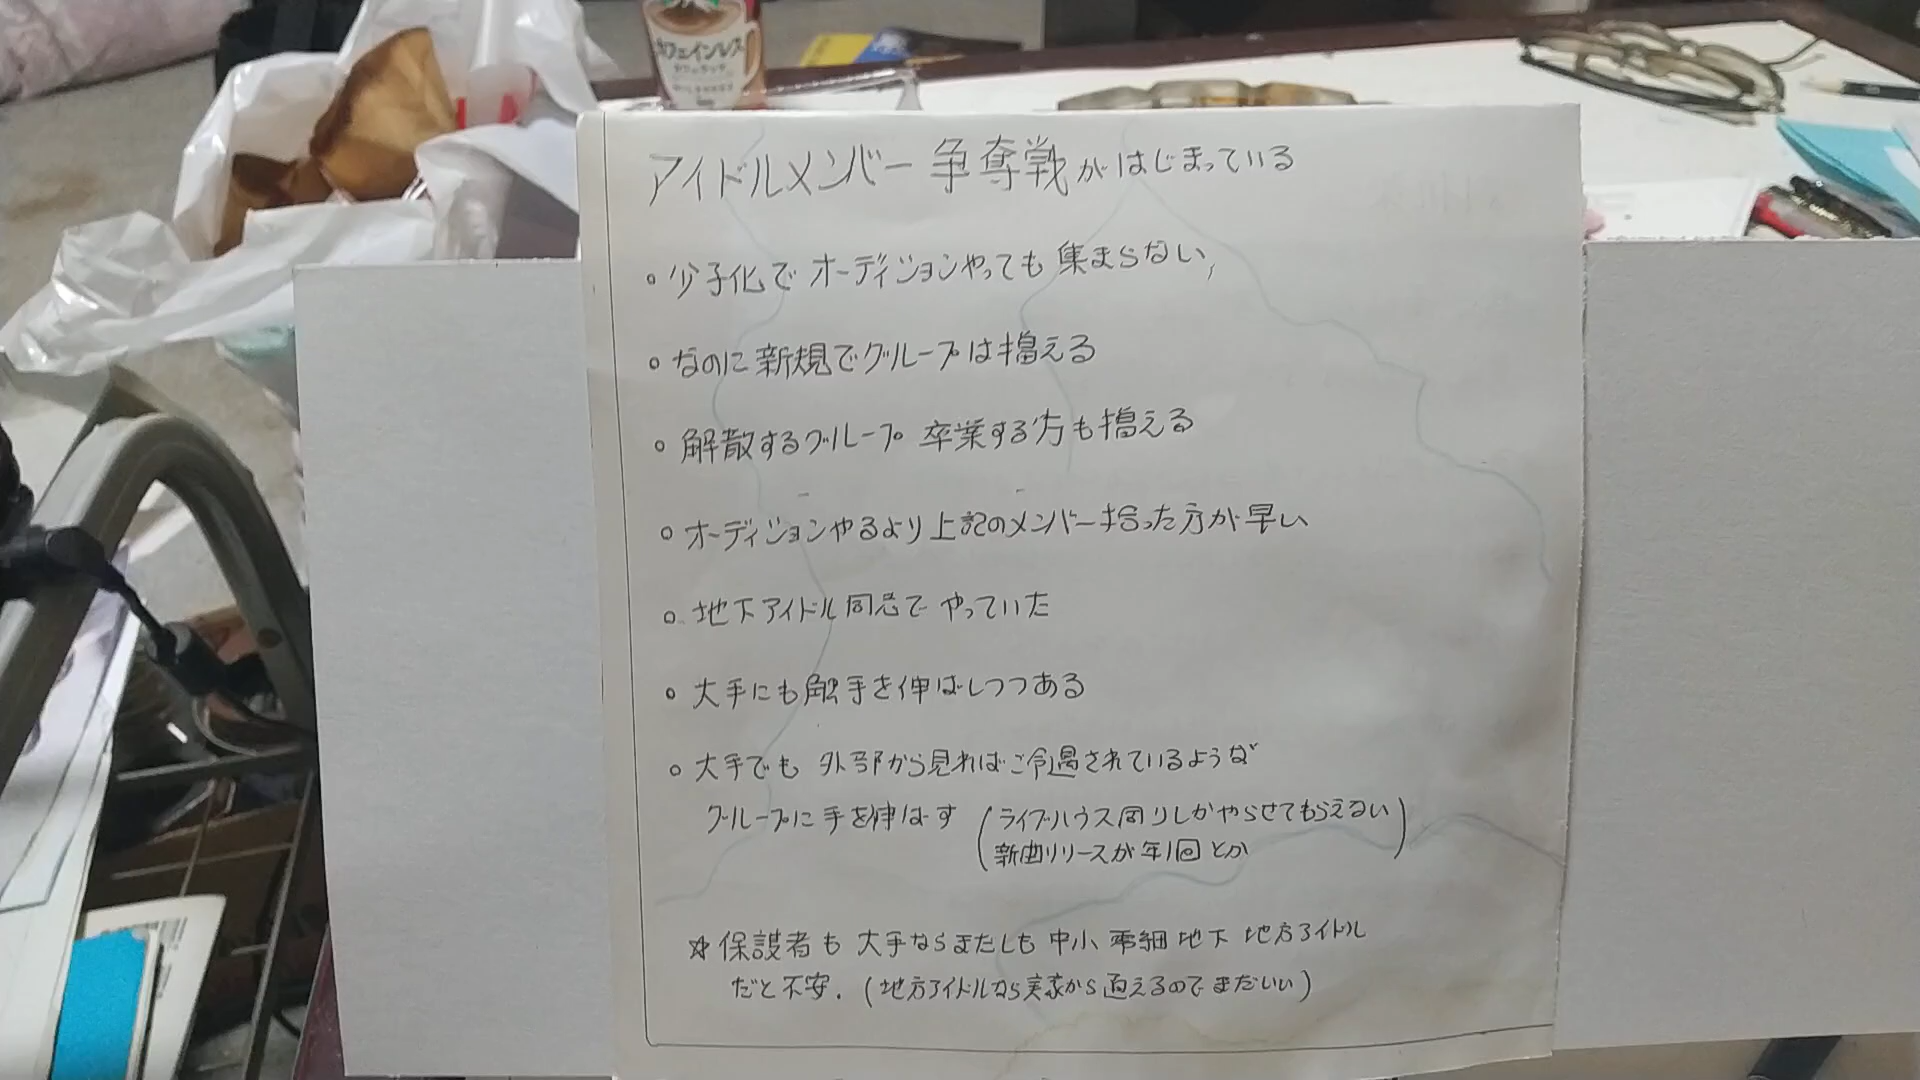 カフェインレス
アイドルメンバー争奪戦がはじまっている
○少子化でオーディションやっても集まらない
○なのに新規でグループは増える
○解散するグループ 卒業する方も増える
○オーディションやるより上記のメンバー拾った方が早い
○地下アイドル同志でやっていた
○大手にも触手を伸ばしつつある
○大手でも外部から見ればご冷遇されているような
グループに手を伸ばす (ライブハウス回りしかやらせてもらえない
新曲リリースが年1回とか)
☆保護者も大手ならまだしも中小 零細 地下 地方アイドル
だと不安.(地方アイドルなら実家から通えるのでまだいい)